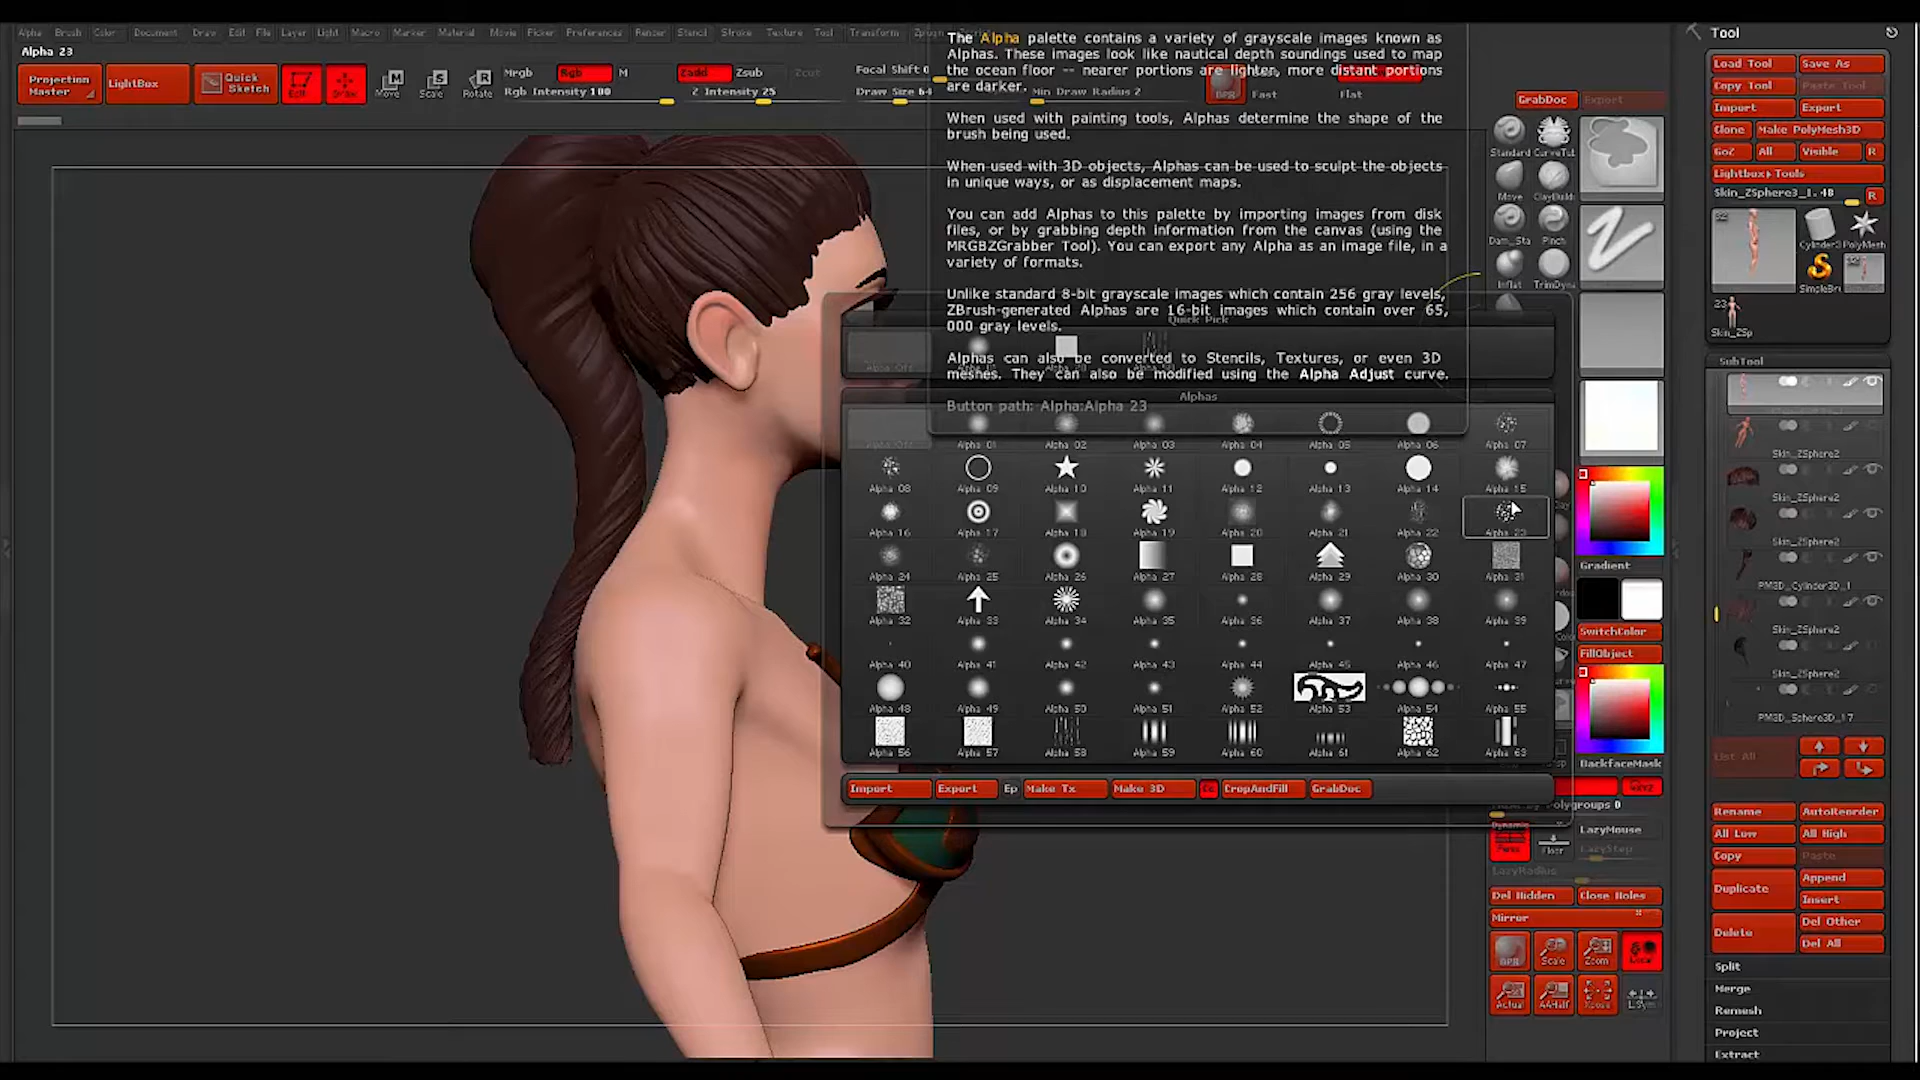 Alpha Brush Color Document Draw Edit File Layer Light Macro Marker Material Movie Picker Preferences Render Stencil Stroke Texture Tool Transform
Alpha 23
Projection Master
LightBox
Quick Sketch
Edit
Draw
Move
Scale
Rotate
Mrgb Rgb M
Rgb Intensity 100
Zadd Zsub Zcut
Z Intensity 25
Focal Shift 0
Draw Size 64
Min Draw Radius 2
BPR
Fast
Flat
The Alpha palette contains a variety of grayscale images known as
Alphas. These images look like nautical depth soundings used to map
the ocean floor -- nearer portions are lighter, more distant portions
are darker.
When used with painting tools, Alphas determine the shape of the
brush being used.
When used with 3D objects, Alphas can be used to sculpt the objects
in unique ways, or as displacement maps.
You can add Alphas to this palette by importing images from disk
files, or by grabbing depth information from the canvas (using the
MRGBZGrabber Tool). You can export any Alpha as an image file, in a
variety of formats.
Unlike standard 8-bit grayscale images which contain 256 gray levels,
ZBrush-generated Alphas are 16-bit images which contain over 65,
000 gray levels.
Alphas can also be converted to Stencils, Textures, or even 3D
meshes. They can also be modified using the Alpha Adjust curve.
Button path: Alpha:Alpha 23
Quick Pick
Alphas
Alpha 01 Alpha 02 Alpha 03 Alpha 04 Alpha 05 Alpha 06 Alpha 07
Alpha 08 Alpha 09 Alpha 10 Alpha 11 Alpha 12 Alpha 13 Alpha 14 Alpha 15
Alpha 16 Alpha 17 Alpha 18 Alpha 19 Alpha 20 Alpha 21 Alpha 22 Alpha 23
Alpha 24 Alpha 25 Alpha 26 Alpha 27 Alpha 28 Alpha 29 Alpha 30 Alpha 31
Alpha 32 Alpha 33 Alpha 34 Alpha 35 Alpha 36 Alpha 37 Alpha 38 Alpha 39
Alpha 40 Alpha 41 Alpha 42 Alpha 43 Alpha 44 Alpha 45 Alpha 46 Alpha 47
Alpha 48 Alpha 49 Alpha 50 Alpha 51 Alpha 52 Alpha 53 Alpha 54 Alpha 55
Alpha 56 Alpha 57 Alpha 58 Alpha 59 Alpha 60 Alpha 61 Alpha 62 Alpha 63
Import Export Ep Make Tx Make 3D Cc CropAndFill GrabDoc
GrabDoc Export
Standard CurveTub
Move ClayBuildu
Dam_Sta Pinch
Inflat TrimDyna
Gradient
SwitchColor
FillObject
BackfaceMask
Polygroups 0
Dynamic
Persp
Floor
LazyMouse
LazyStep
LazyRadius
Del Hidden Close Holes
Mirror
BPR Scale Zoom Local
Actual AAHalf Xpose L.Sym
Tool
Load Tool Save As
Copy Tool Paste Tool
Import Export
Clone Make PolyMesh3D
GoZ All Visible R
Lightbox▸Tools
Skin_ZSphere3_1. 48 R
Cylinder3 PolyMesh
SimpleBr
23
Skin_ZSp
SubTool
Skin_ZSphere2
Skin_ZSphere2
Skin_ZSphere2
PM3D_Cylinder3D_1
Skin_ZSphere2
Skin_ZSphere2
PM3D_Sphere3D_17
List All
Rename AutoReorder
All Low All High
Copy Paste
Duplicate Append
Insert
Delete Del Other
Del All
Split
Merge
Remesh
Project
Extract